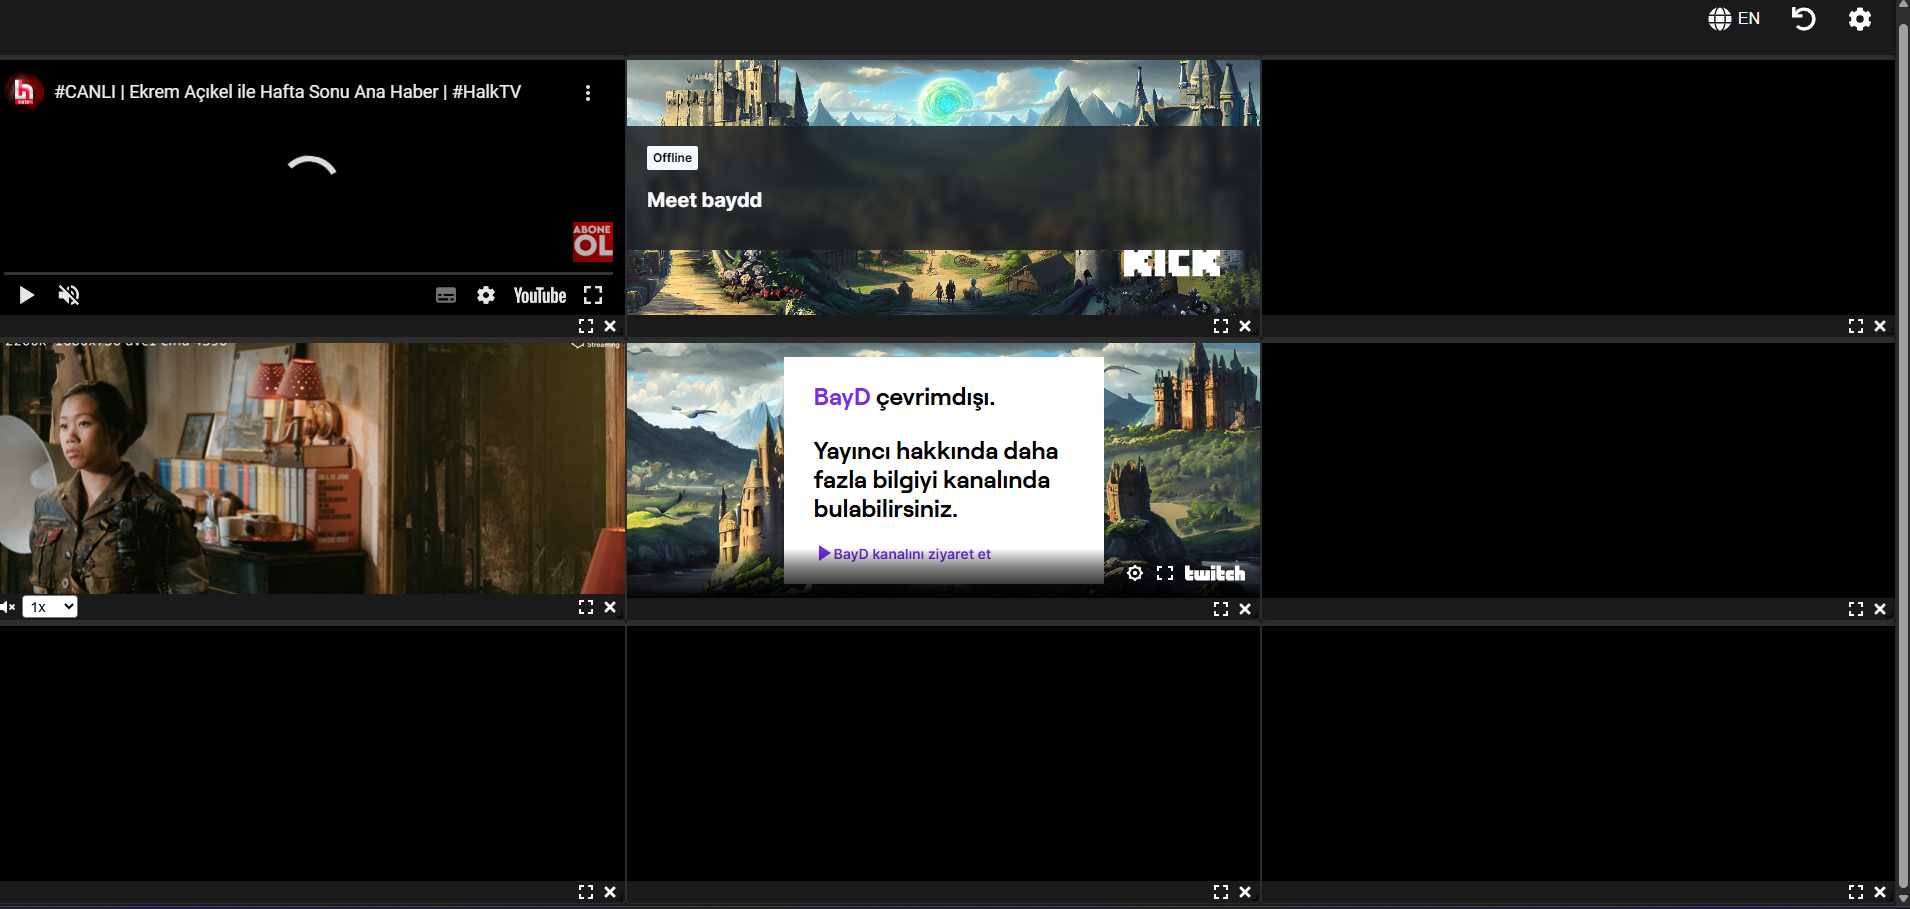 EN
#CANLI | Ekrem Açıkel ile Hafta Sonu Ana Haber | #HalkTV
ABONE
OL
YouTube
Offline
Meet baydd
KICK
Streaming
1x
BayD çevrimdışı.
Yayıncı hakkında daha
fazla bilgiyi kanalında
bulabilirsiniz.
BayD kanalını ziyaret et
twitch